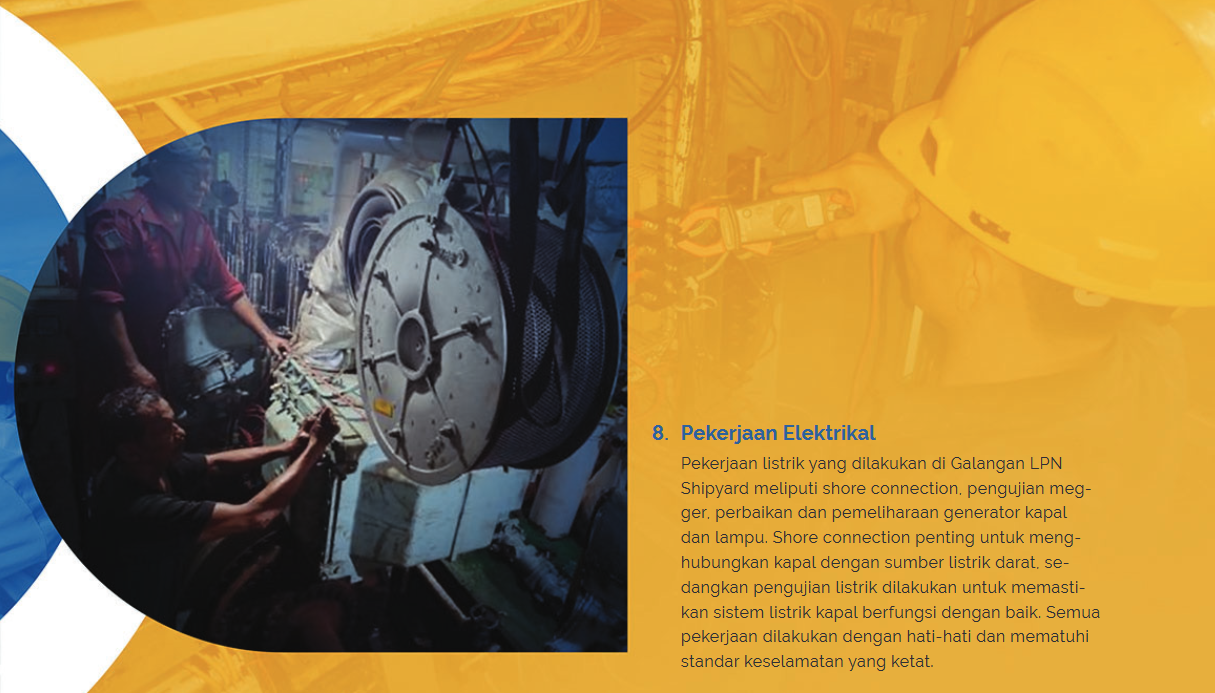 8. Pekerjaan Elektrikal
Pekerjaan listrik yang dilakukan di Galangan LPN
Shipyard meliputi shore connection, pengujian meg-
ger, perbaikan dan pemeliharaan generator kapal
dan lampu. Shore connection penting untuk meng-
hubungkan kapal dengan sumber listrik darat, se-
dangkan pengujian listrik dilakukan untuk memasti-
kan sistem listrik kapal berfungsi dengan baik. Semua
pekerjaan dilakukan dengan hati-hati dan mematuhi
standar keselamatan yang ketat.